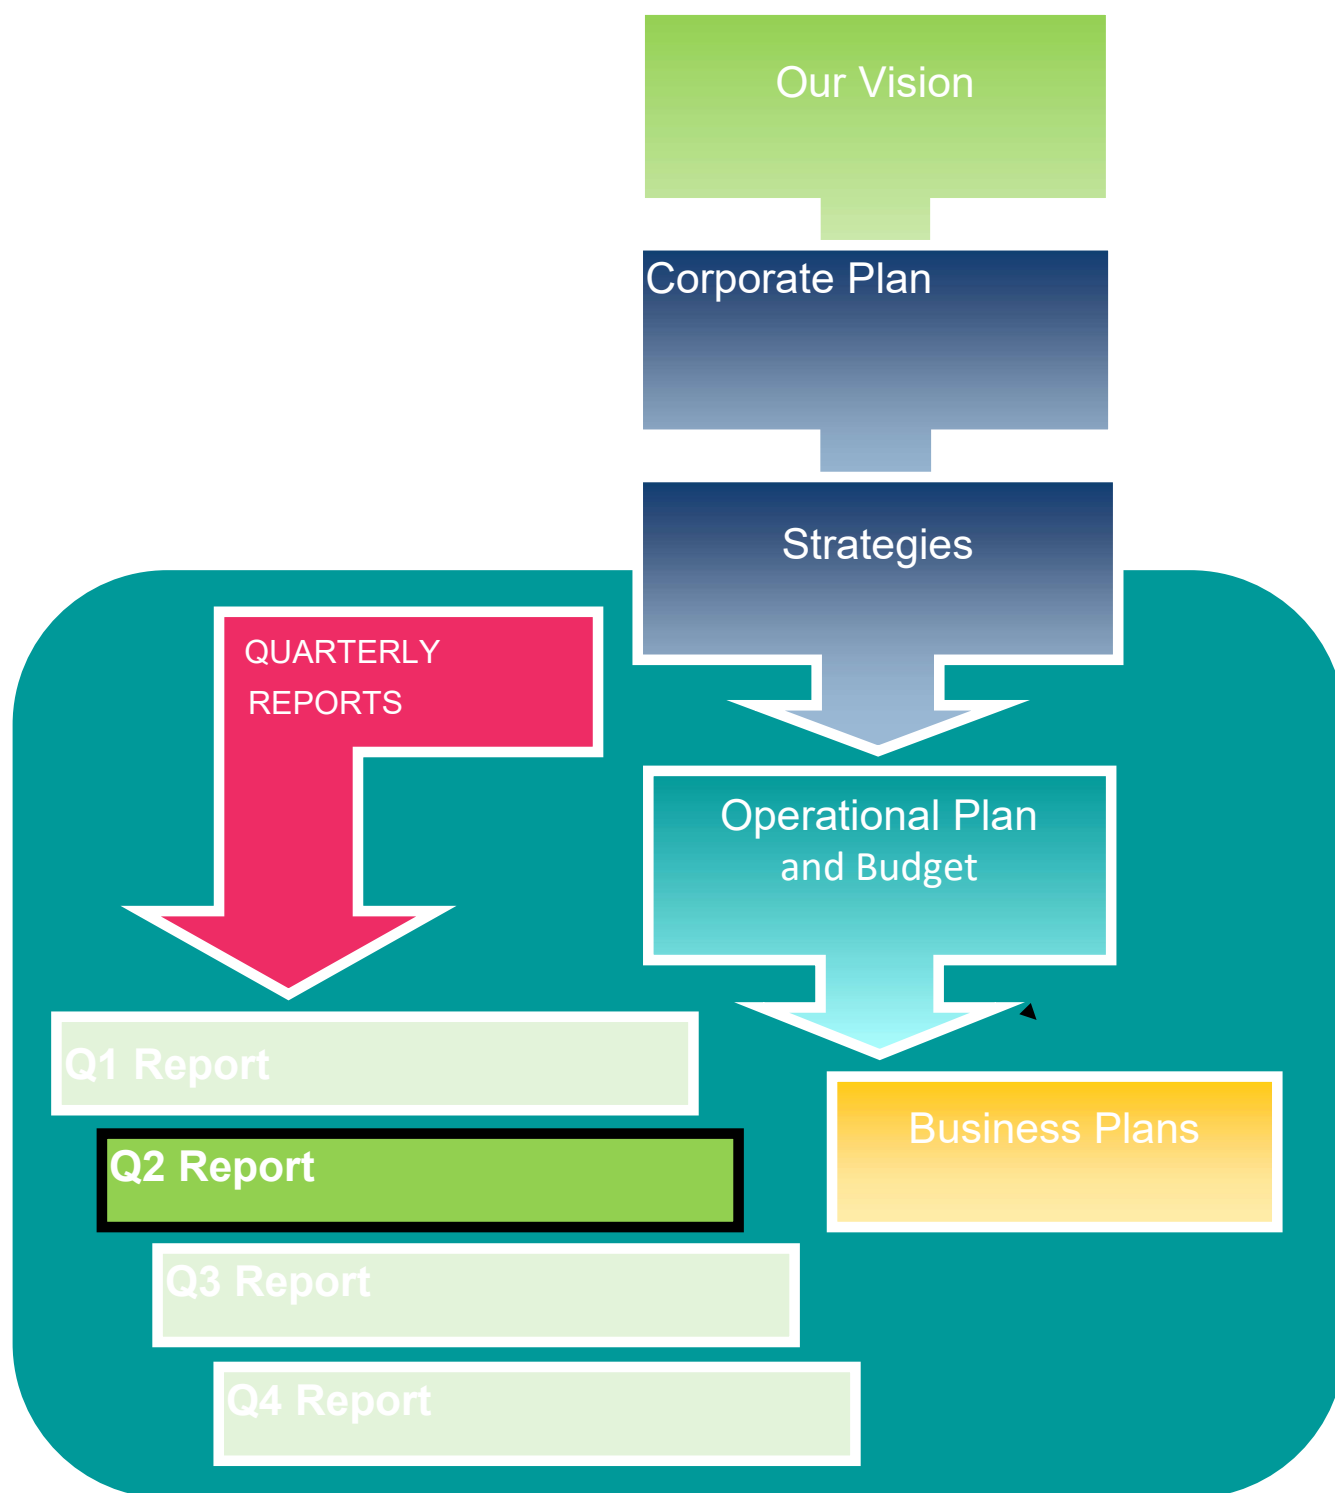 Our Vision
Corporate Plan
Strategies
QUARTERLY
REPORTS
Operational Plan
and Budget
Q1 Report
Business Plans
Q2 Report
Q3 Report
Q4 Report